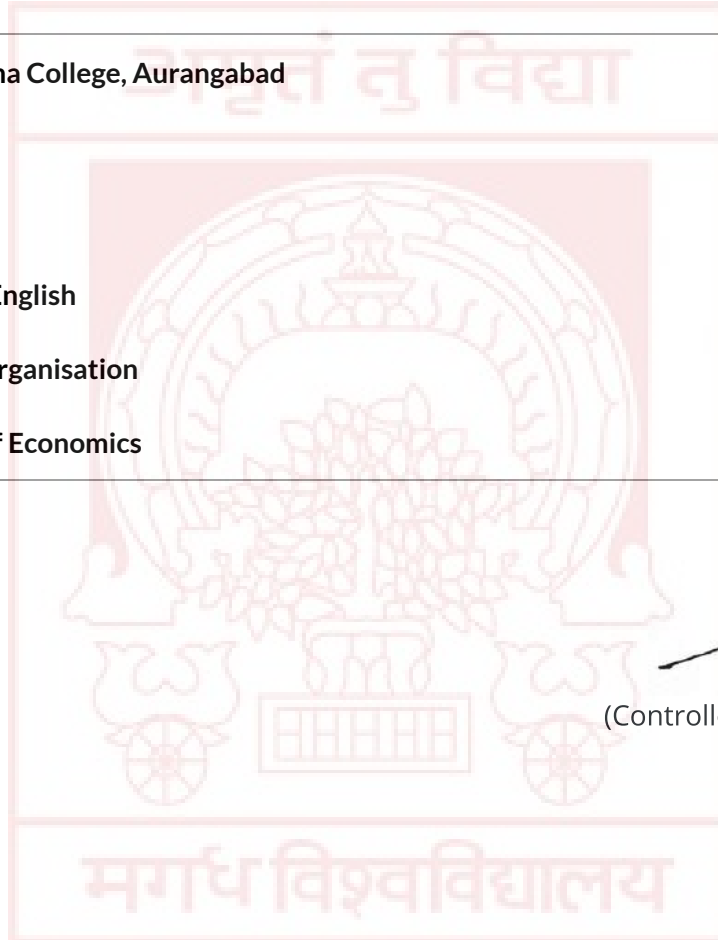 अमृतं तु विद्या
na College, Aurangabad
English
rganisation
f Economics
(Controll
मगध विश्वविद्यालय